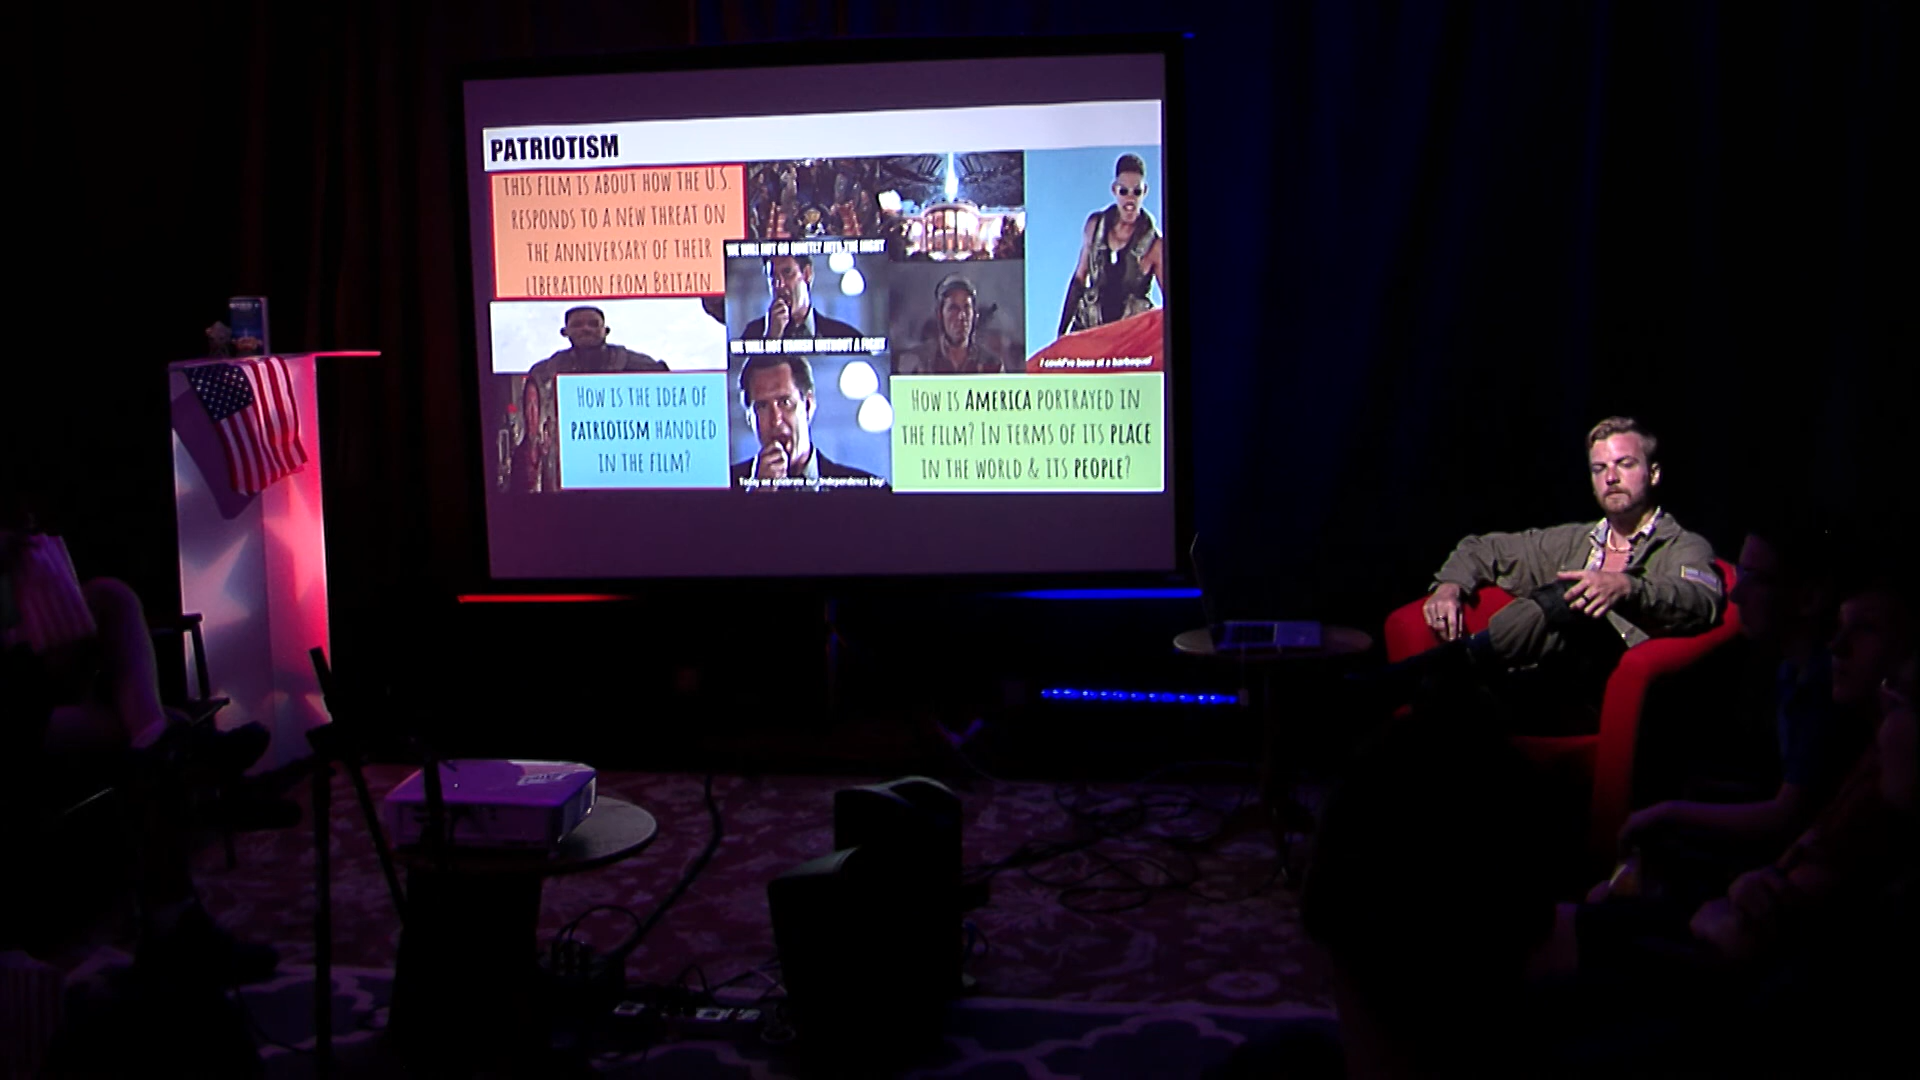 PATRIOTISM
THIS FILM IS ABOUT HOW THE U.S.
RESPONDS TO A NEW THREAT ON
THE ANNIVERSARY OF THEIR
LIBERATION FROM BRITAIN
WE WILL NOT GO QUIETLY INTO THE NIGHT
WE WILL NOT VANISH WITHOUT A FIGHT
Today we celebrate our Independence Day!
I could've been at a barbeque!
HOW IS THE IDEA OF
PATRIOTISM HANDLED
IN THE FILM?
HOW IS AMERICA PORTRAYED IN
THE FILM? IN TERMS OF ITS PLACE
IN THE WORLD & ITS PEOPLE?